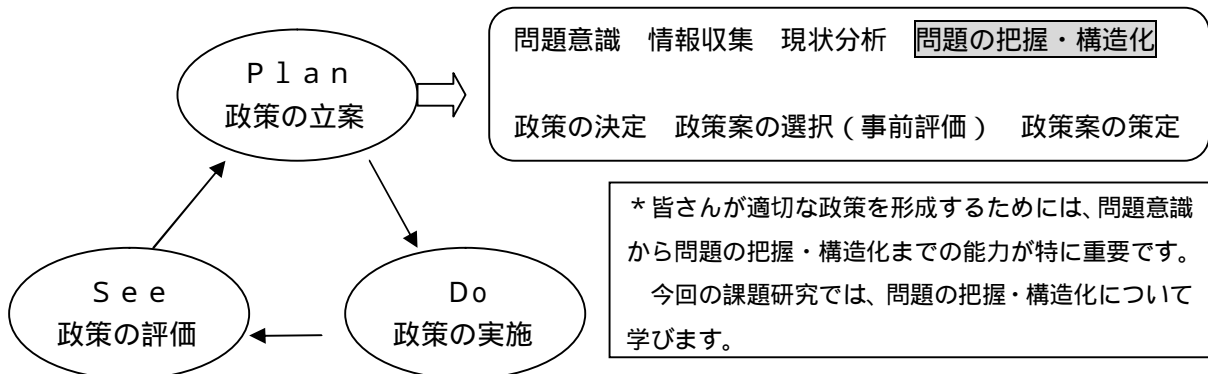 Ｐｌａｎ
政策の立案
問題意識　情報収集　現状分析　問題の把握・構造化
政策の決定　政策案の選択（事前評価）　政策案の策定
Ｓｅｅ
政策の評価
Ｄｏ
政策の実施
＊皆さんが適切な政策を形成するためには、問題意識
から問題の把握・構造化までの能力が特に重要です。
　今回の課題研究では、問題の把握・構造化について
学びます。